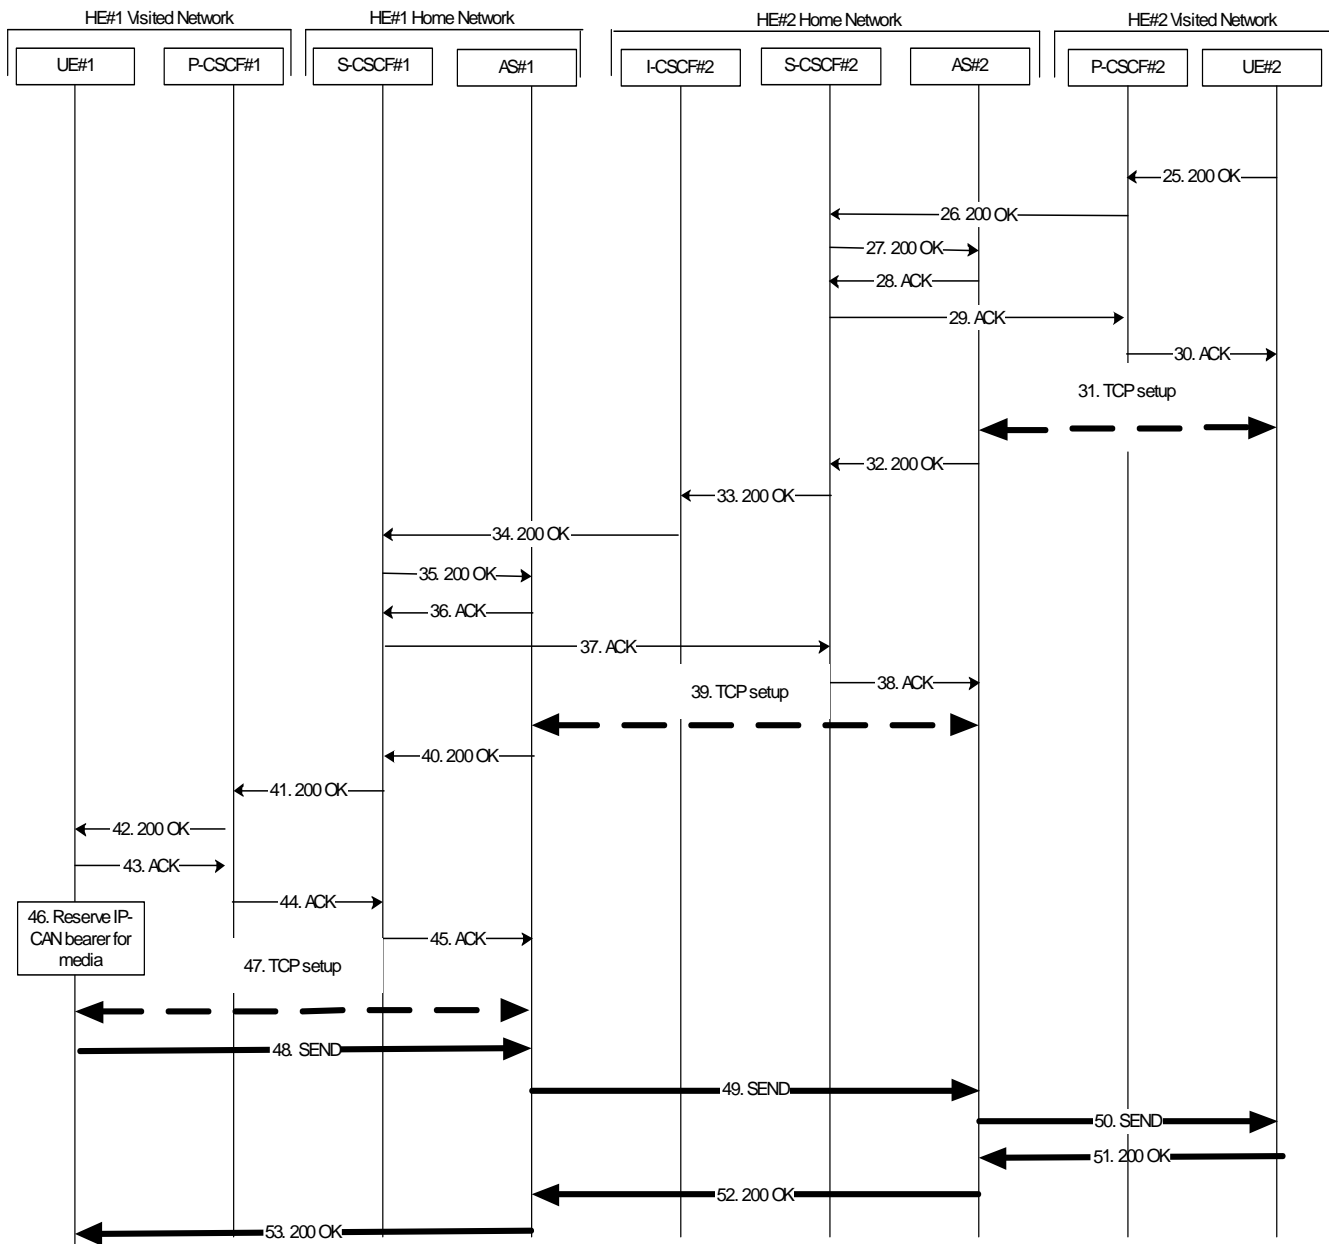 HE#1 Visited Network
HE#1 Home Network
HE#2 Home Network
HE#2 Visited Network
UE#1
P-CSCF#1
S-CSCF#1
AS#1
I-CSCF#2
S-CSCF#2
AS#2
P-CSCF#2
UE#2
25. 200 OK
26. 200 OK
27. 200 OK
28. ACK
29. ACK
30. ACK
31. TCP setup
32. 200 OK
33. 200 OK
34. 200 OK
35. 200 OK
36. ACK
37. ACK
38. ACK
39. TCP setup
40. 200 OK
41. 200 OK
42. 200 OK
43. ACK
44. ACK
45. ACK
46. Reserve IP-
CAN bearer for
media
47. TCP setup
48. SEND
49. SEND
50. SEND
51. 200 OK
52. 200 OK
53. 200 OK